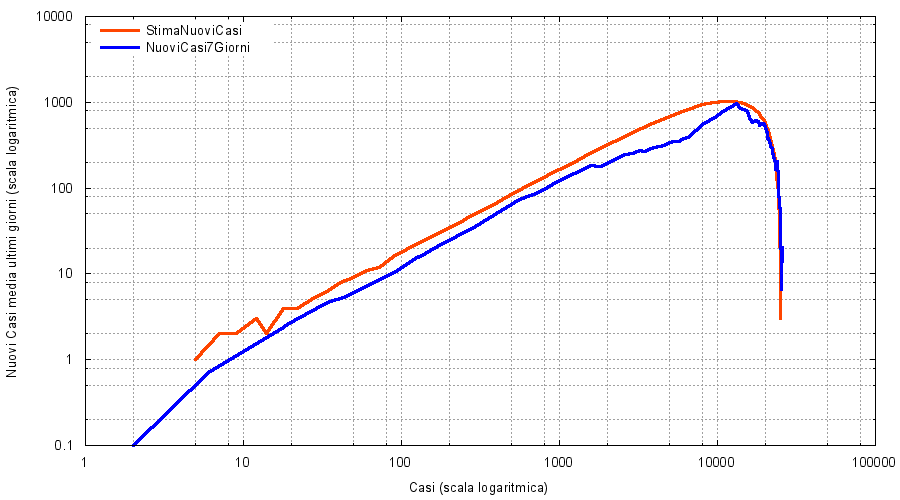 10000
1000
100
10
1
0.1
StimaNuoviCasi
NuoviCasi7Giorni
Nuovi Casi media ultimi giorni (scala logaritmica)
1 10 100 1000 10000 100000
Casi (scala logaritmica)